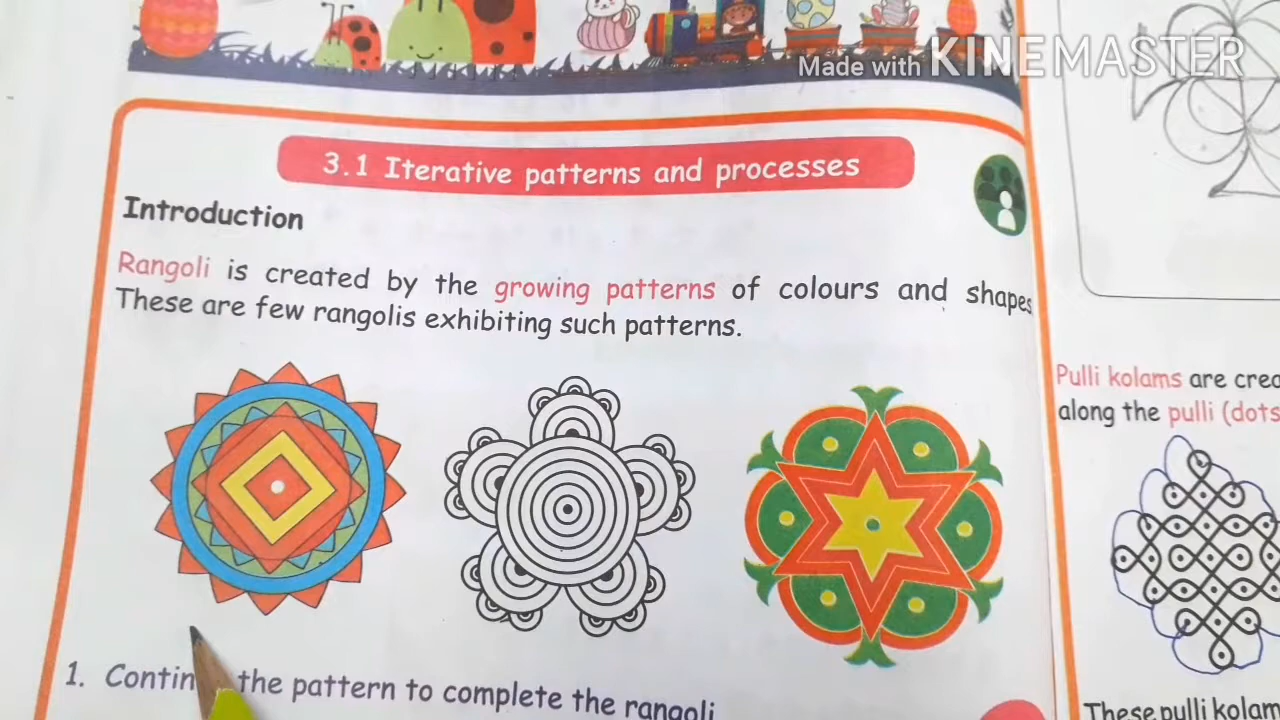 Made with KINEMASTER
3.1 Iterative patterns and processes
Introduction
Rangoli is created by the growing patterns of colours and shapes
These are few rangolis exhibiting such patterns.
1. Contin the pattern to complete the rangoli
Pulli kolams are crea
along the pulli (dots
These pulli kolam